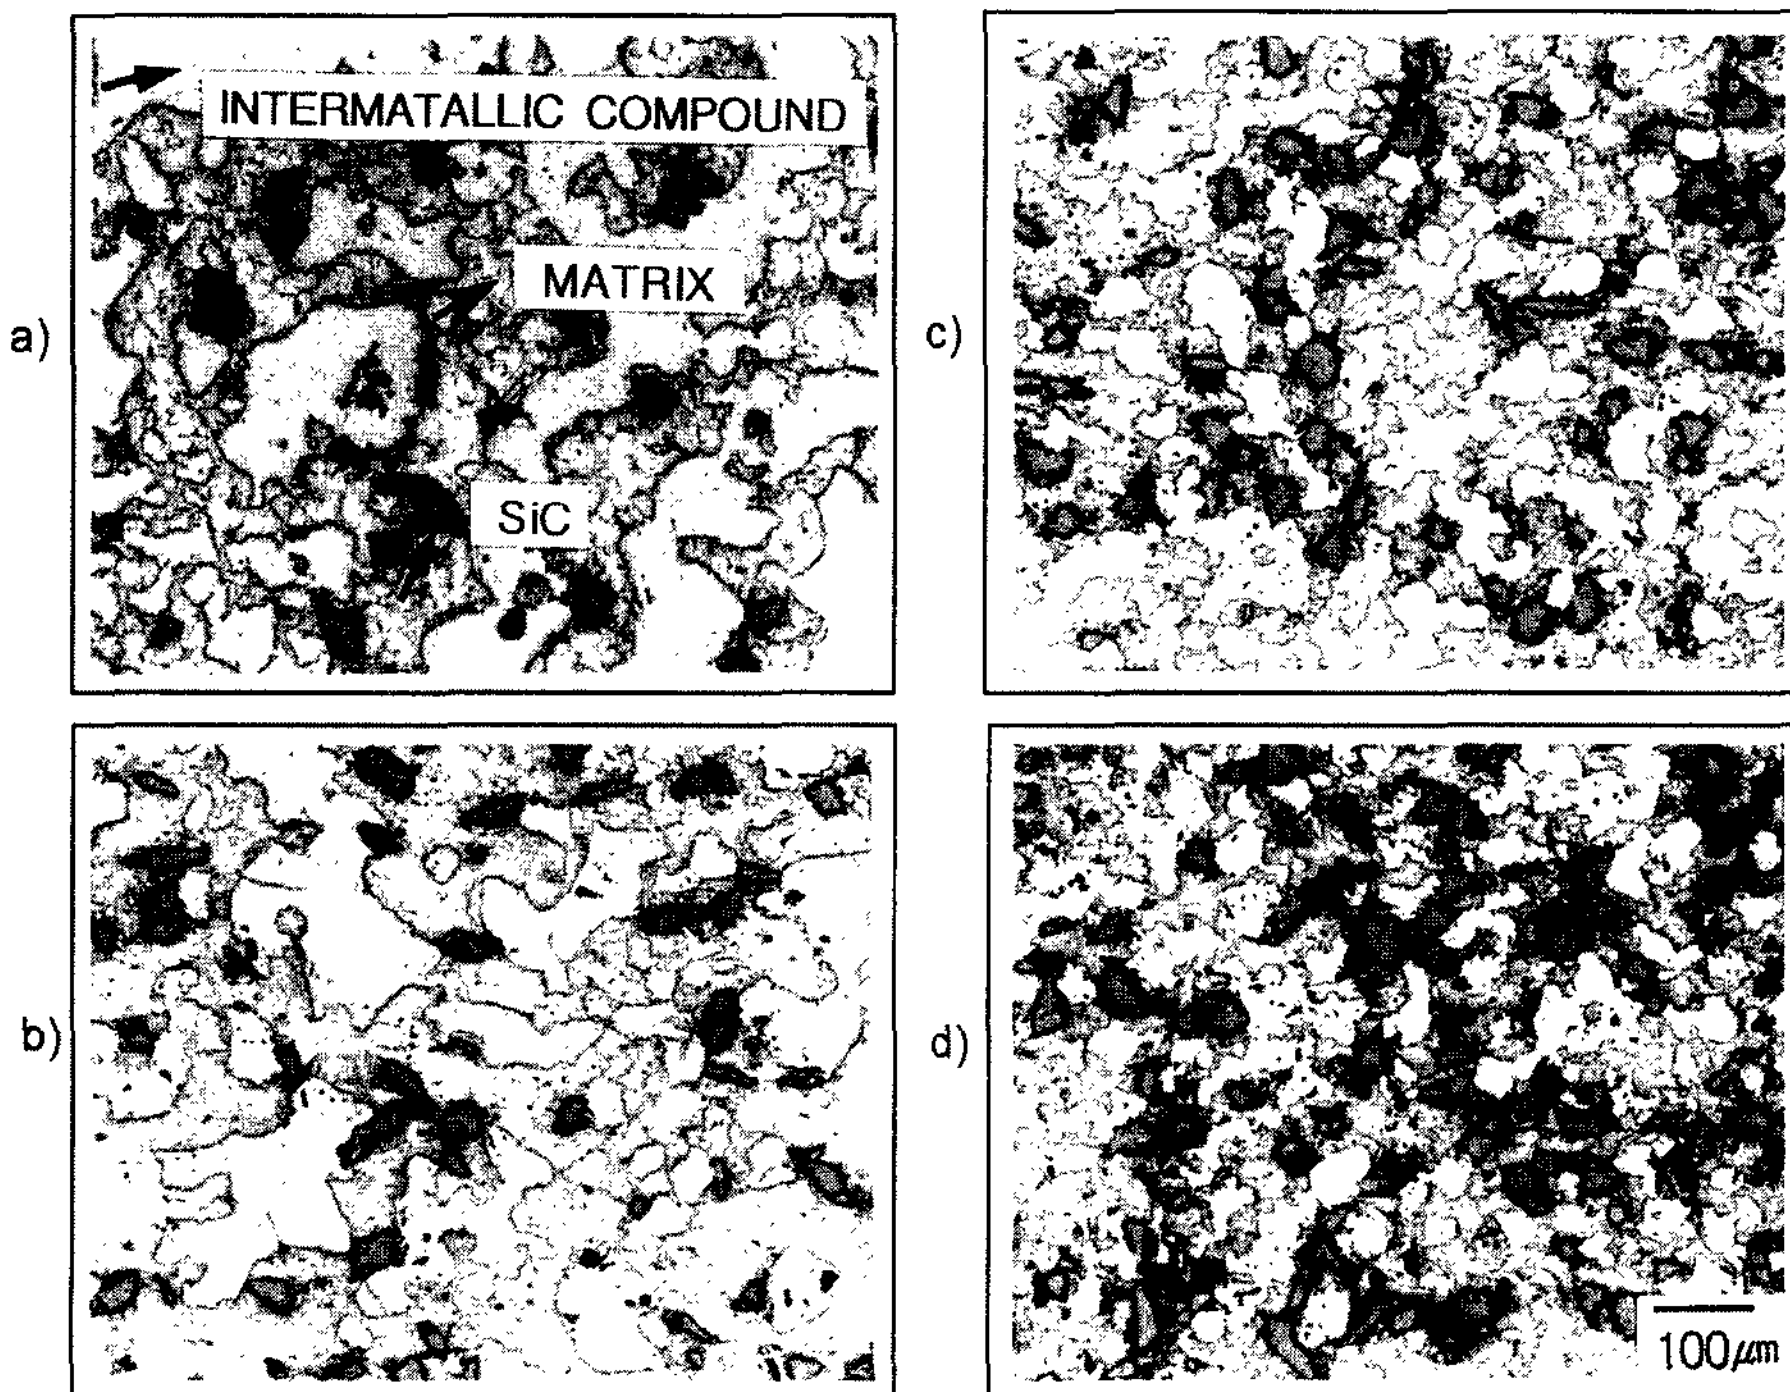 a)
INTERMATALLIC COMPOUND
MATRIX
SiC
b)
c)
d)
100μm